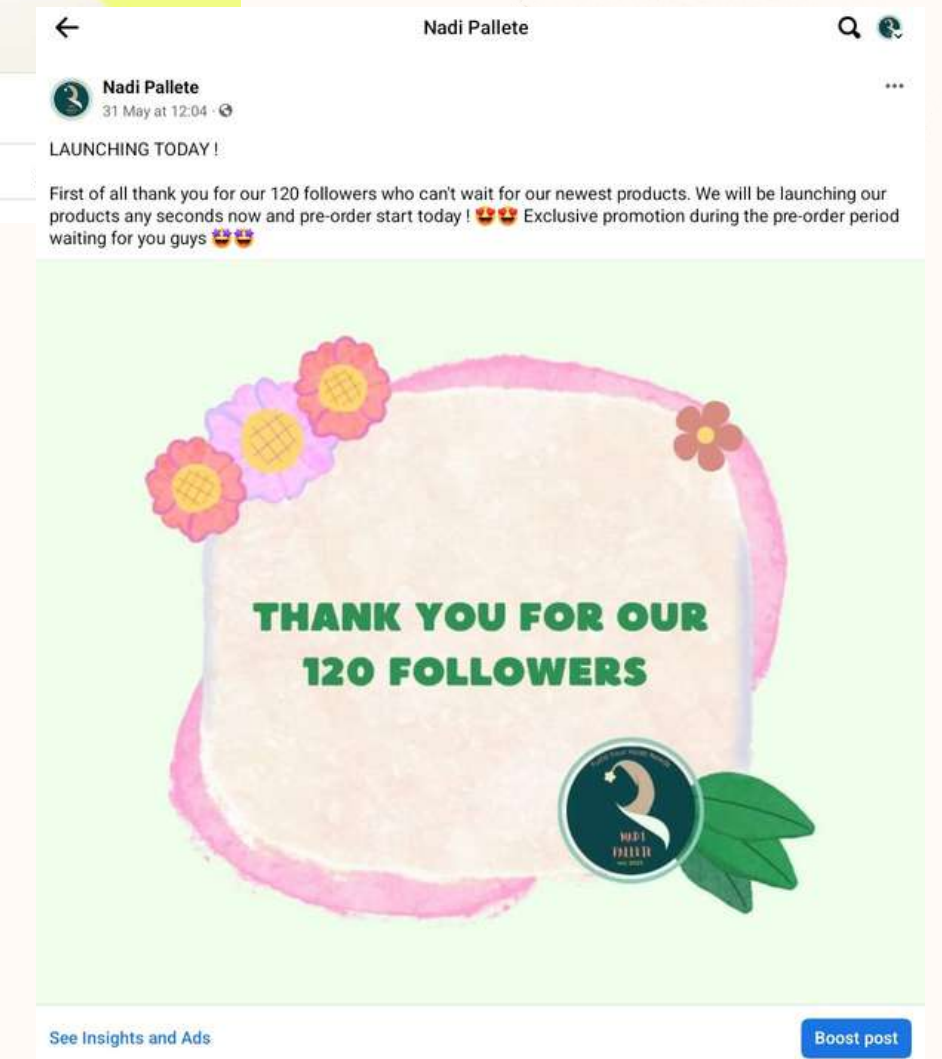 Nadi Pallete
Nadi Pallete
31 May at 12:04
LAUNCHING TODAY !
First of all thank you for our 120 followers who can't wait for our newest products. We will be launching our
products any seconds now and pre-order start today ! 😍😍 Exclusive promotion during the pre-order period
waiting for you guys 🤩🤩
THANK YOU FOR OUR
120 FOLLOWERS
NADI
PALLETE
See Insights and Ads
Boost post